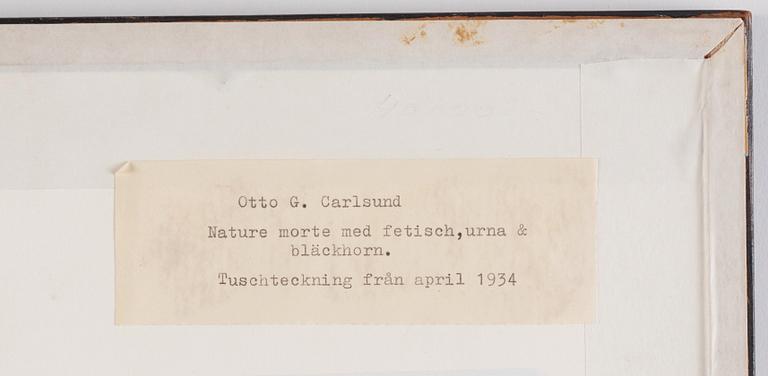 Otto G. Carlsund
Nature morte med fetisch,urna &
bläckhorn.
Tuschteckning från april 1934